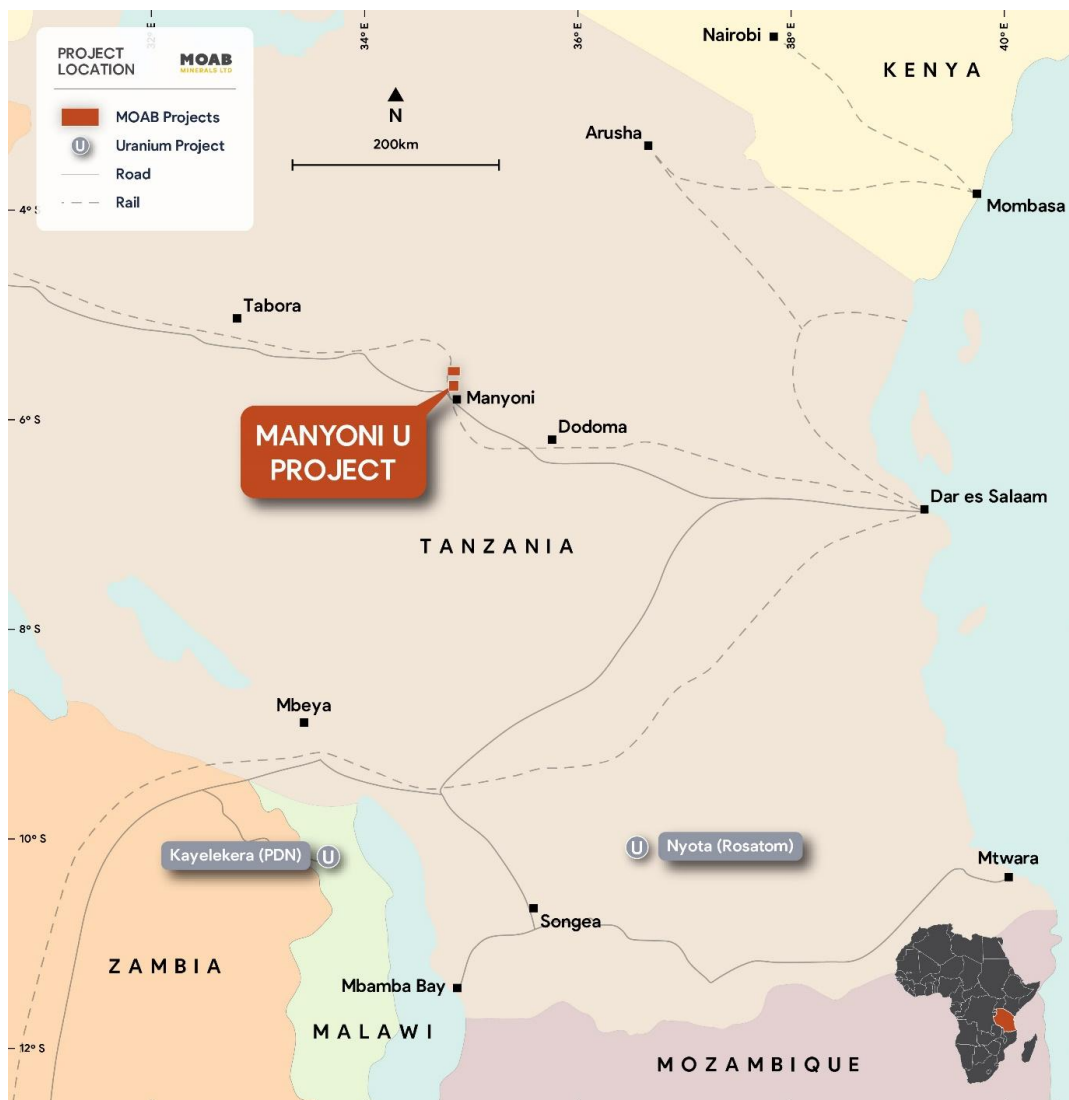 32° E
34° E
36° E
38° E
40° E
PROJECT
LOCATION
MOAB
MINERALS LTD
MOAB Projects
U
Uranium Project
Road
Rail
N
200km
Nairobi
KENYA
Arusha
Mombasa
4° S
Tabora
Manyoni
6° S
MANYONI U
PROJECT
Dodoma
Dar es Salaam
TANZANIA
8° S
Mbeya
10° S
Kayelekera (PDN)
U
U
Nyota (Rosatom)
Mtwara
Songea
ZAMBIA
Mbamba Bay
MALAWI
12° S
MOZAMBIQUE